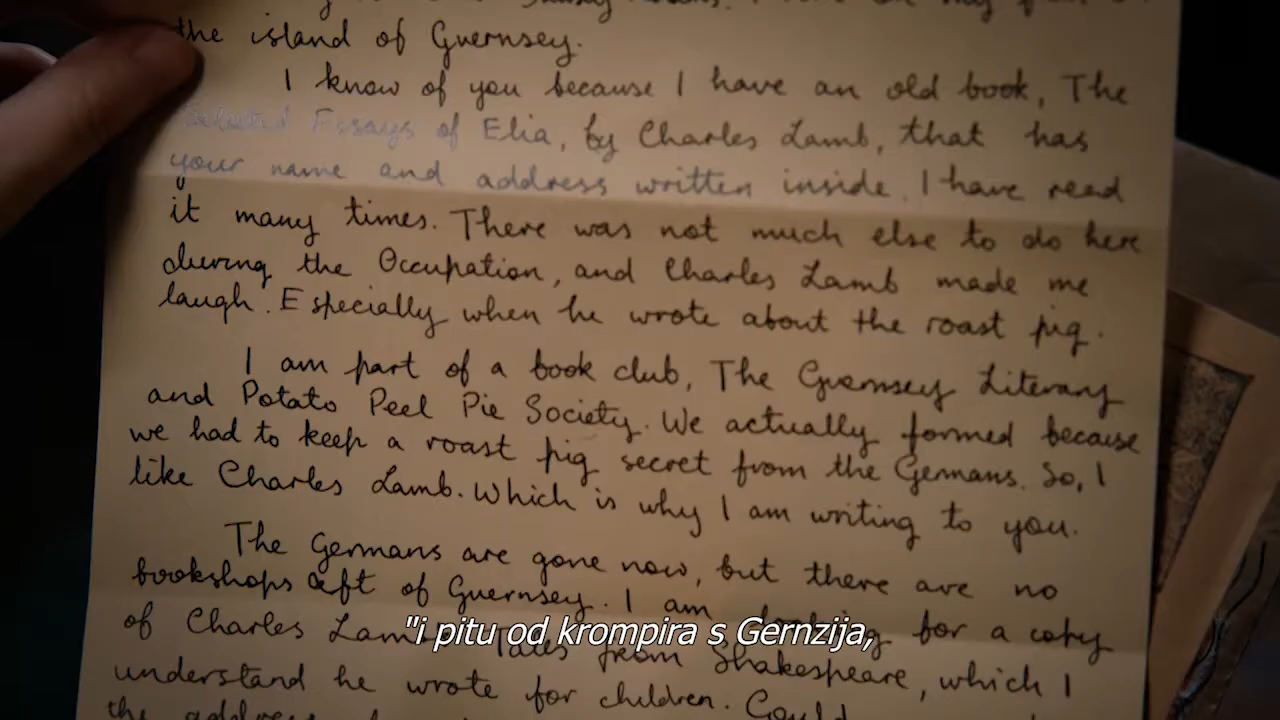 the island of Guernsey.
I know of you because I have an old book, The
Selected Essays of Elia, by Charles Lamb, that has
your name and address written inside. I have read
it many times. There was not much else to do here
during the Occupation, and Charles Lamb made me
laugh. Especially when he wrote about the roast pig.
I am part of a book club, The Guernsey Literary
and Potato Peel Pie Society. We actually formed because
we had to keep a roast pig secret from the Germans. So, I
like Charles Lamb. Which is why I am writing to you.
The Germans are gone now, but there are no
bookshops left of Guernsey. I am looking for a copy
of Charles Lamb's Tales from Shakespeare, which I
"i pitu od krompira s Gernzija,
understand he wrote for children. Could
the address